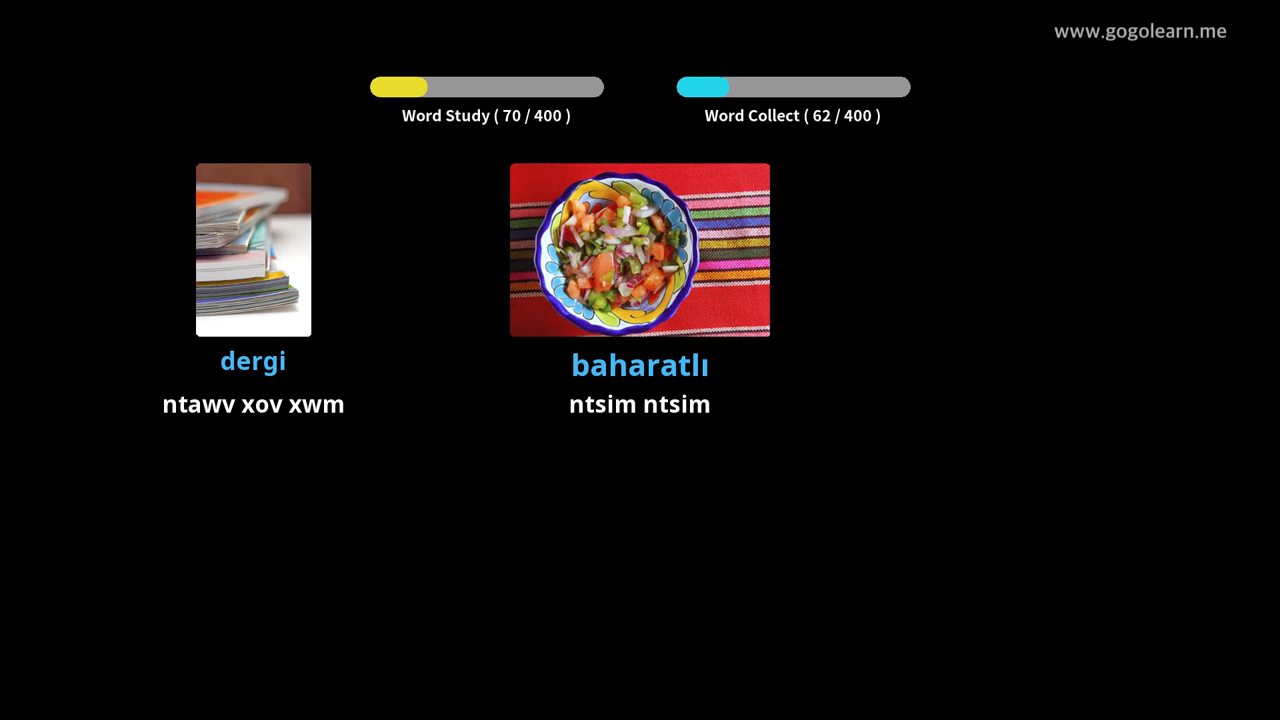 www.gogolearn.me
Word Study ( 70 / 400 )
Word Collect ( 62 / 400 )
dergi
ntawv xov xwm
baharatlı
ntsim ntsim